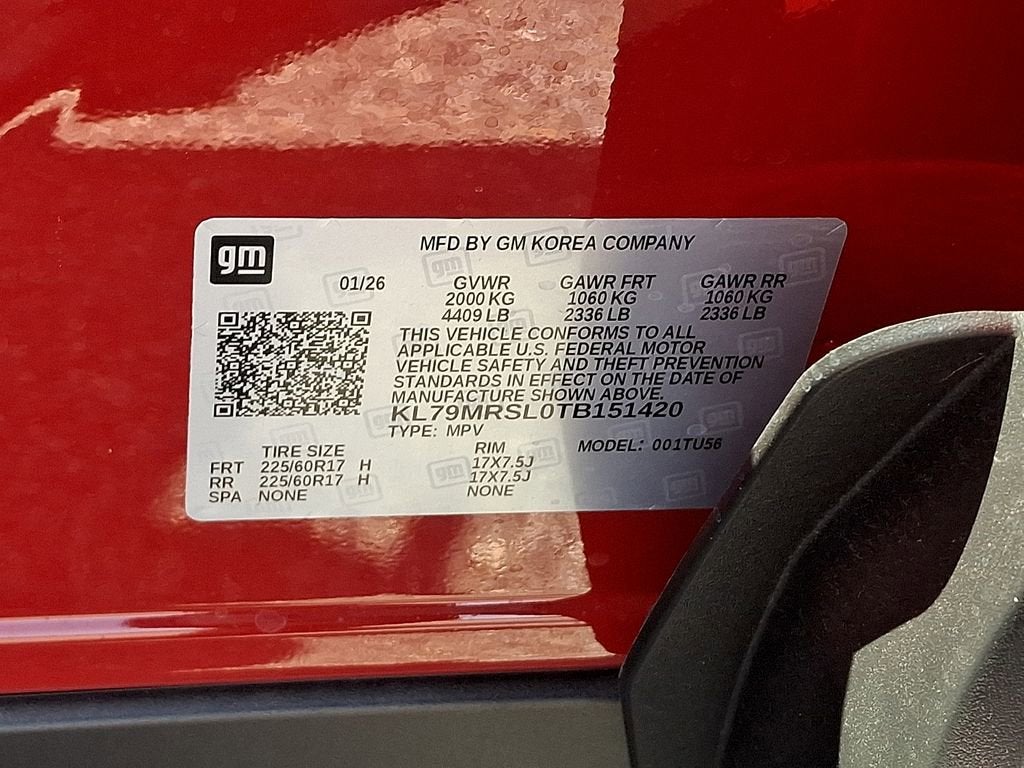 gm
MFD BY GM KOREA COMPANY
01/26 GVWR GAWR FRT GAWR RR
2000 KG 1060 KG 1060 KG
4409 LB 2336 LB 2336 LB
THIS VEHICLE CONFORMS TO ALL
APPLICABLE U.S. FEDERAL MOTOR
VEHICLE SAFETY AND THEFT PREVENTION
STANDARDS IN EFFECT ON THE DATE OF
MANUFACTURE SHOWN ABOVE.
KL79MRSL0TB151420
TYPE: MPV MODEL: 001TU56
TIRE SIZE RIM
FRT 225/60R17 H 17X7.5J
RR 225/60R17 H 17X7.5J
SPA NONE NONE